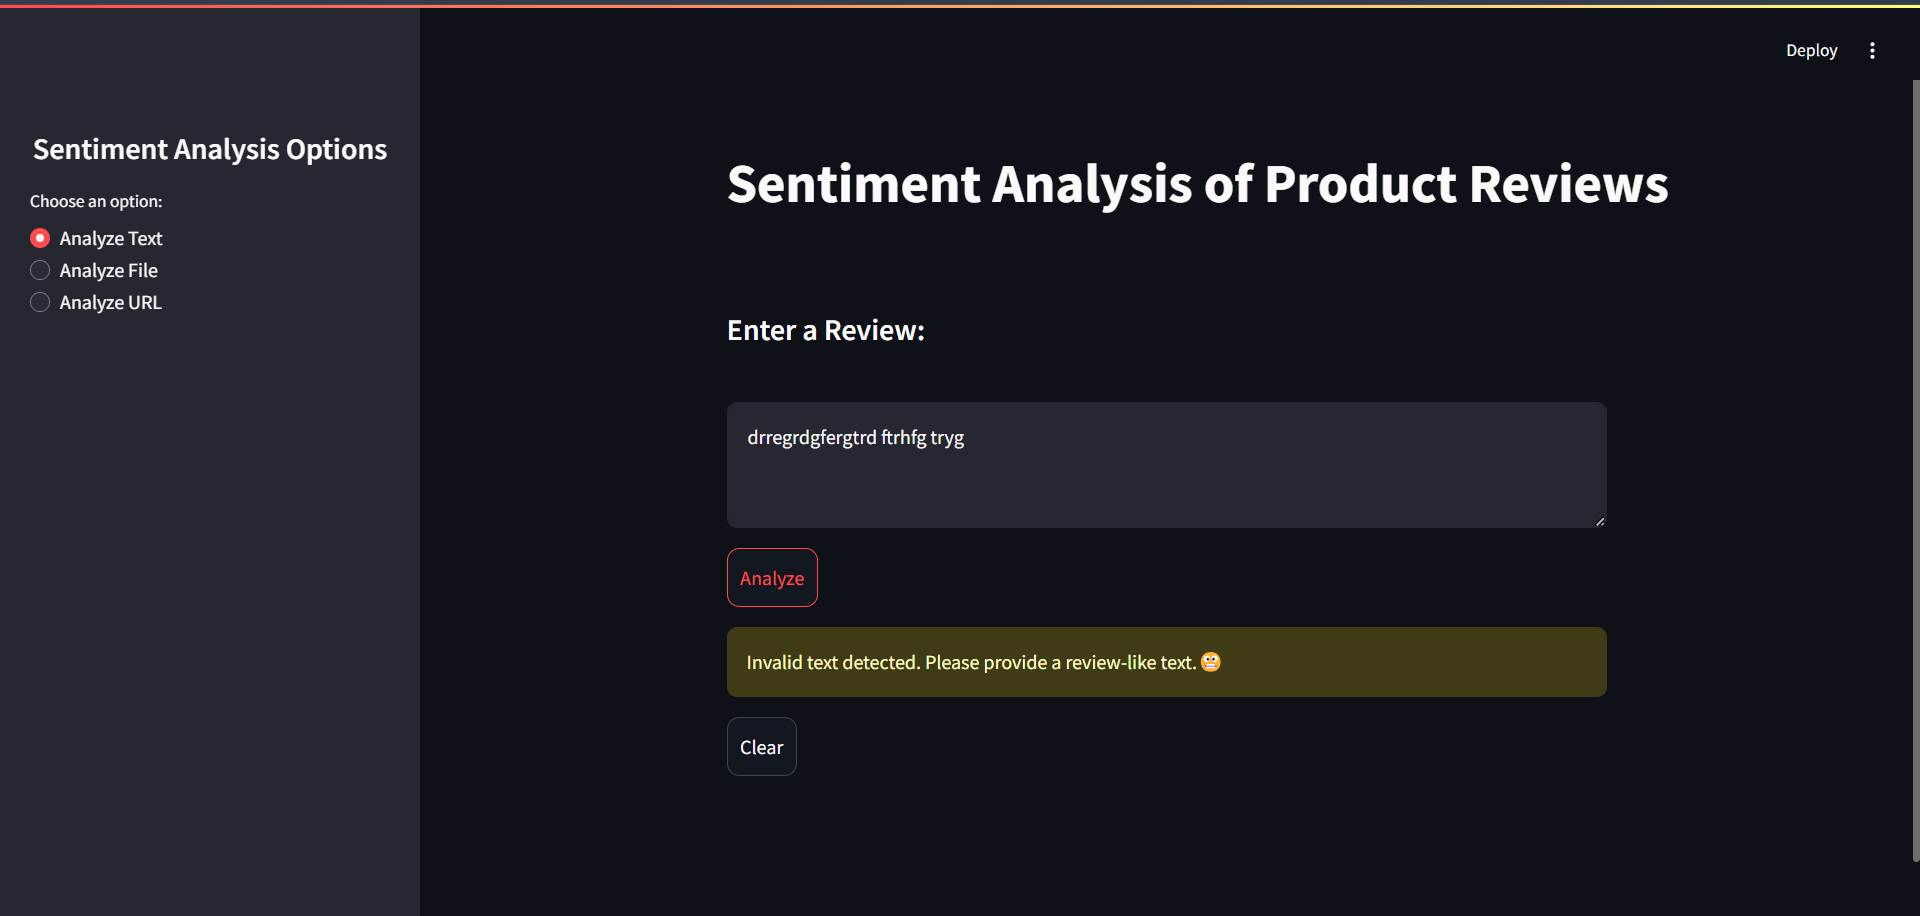 Deploy
Sentiment Analysis Options
Choose an option:
Analyze Text
Analyze File
Analyze URL
Sentiment Analysis of Product Reviews
Enter a Review:
drregrdgfergtrd ftrhfg tryg
Analyze
Invalid text detected. Please provide a review-like text. 😬
Clear